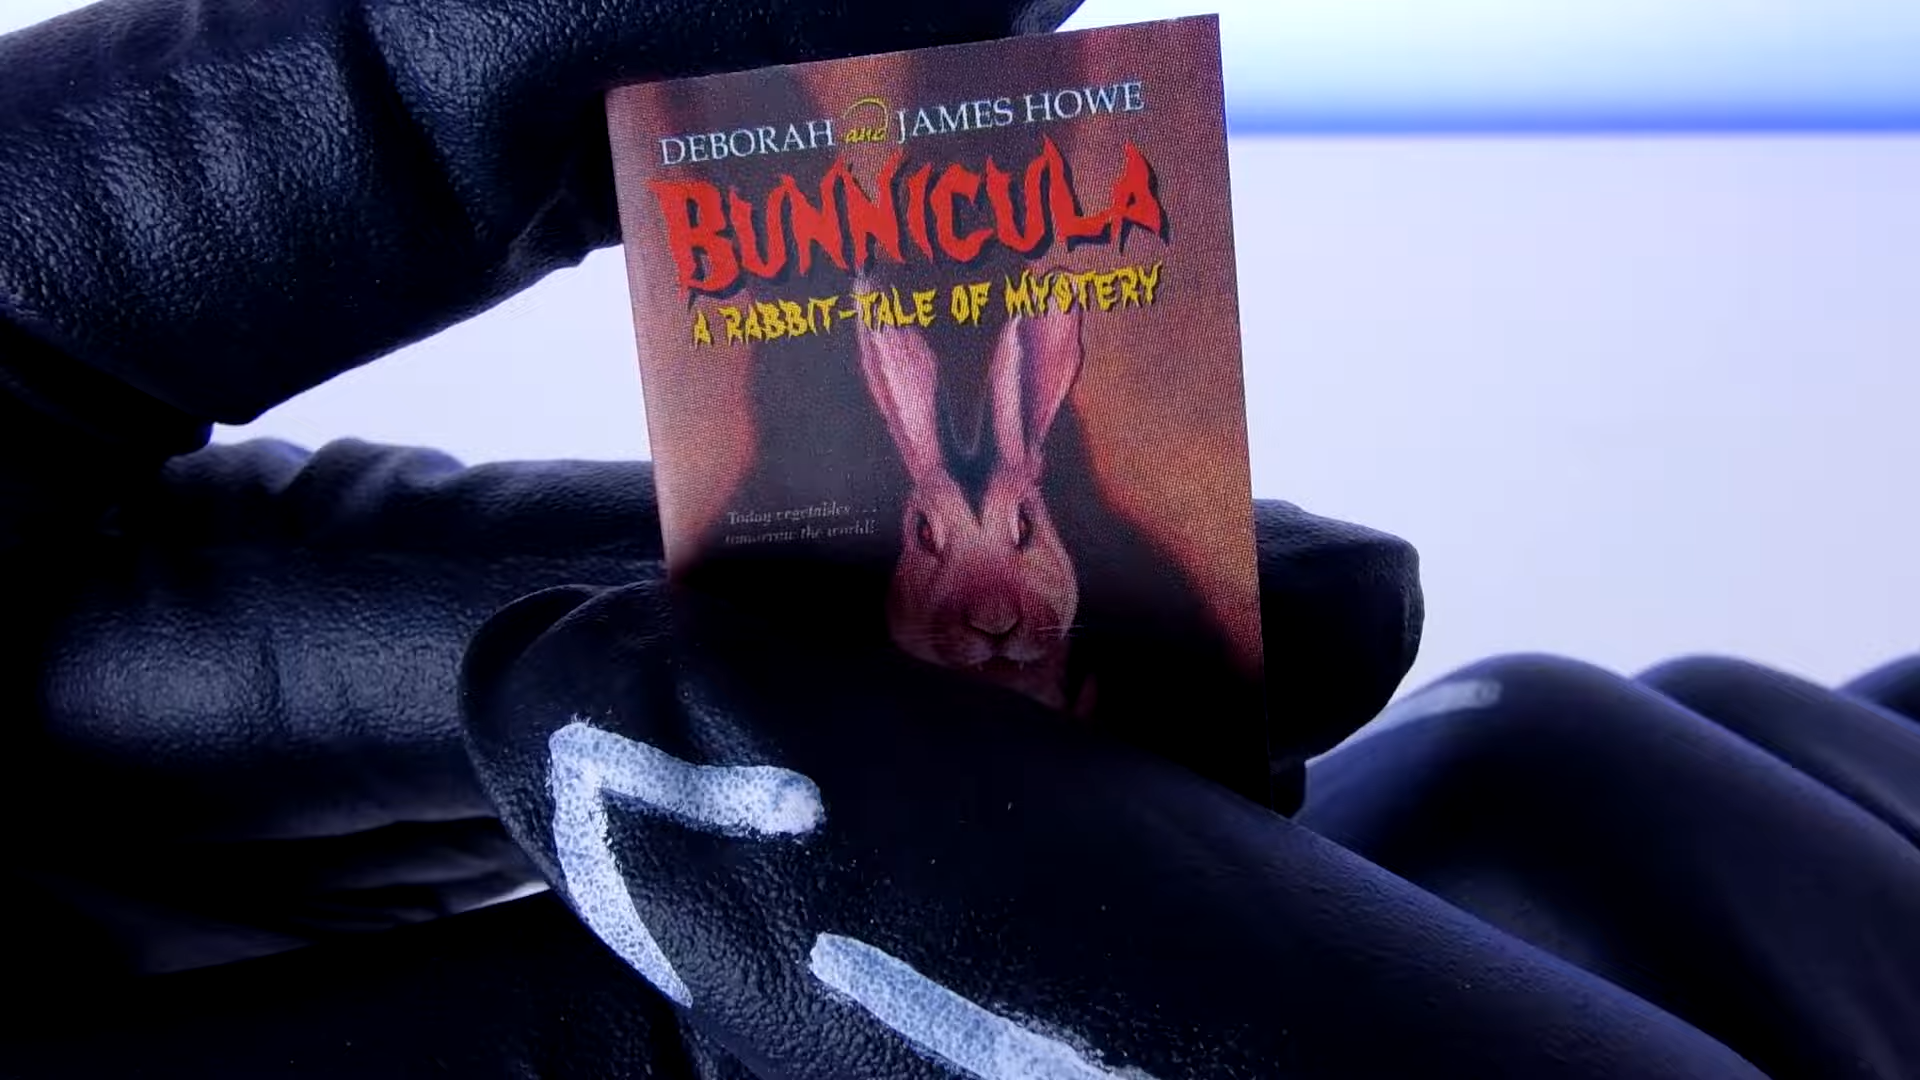 DEBORAH and JAMES HOWE
BUNNICULA
A RABBIT-TALE OF MYSTERY
Today vegetables . . .
tomorrow the world!